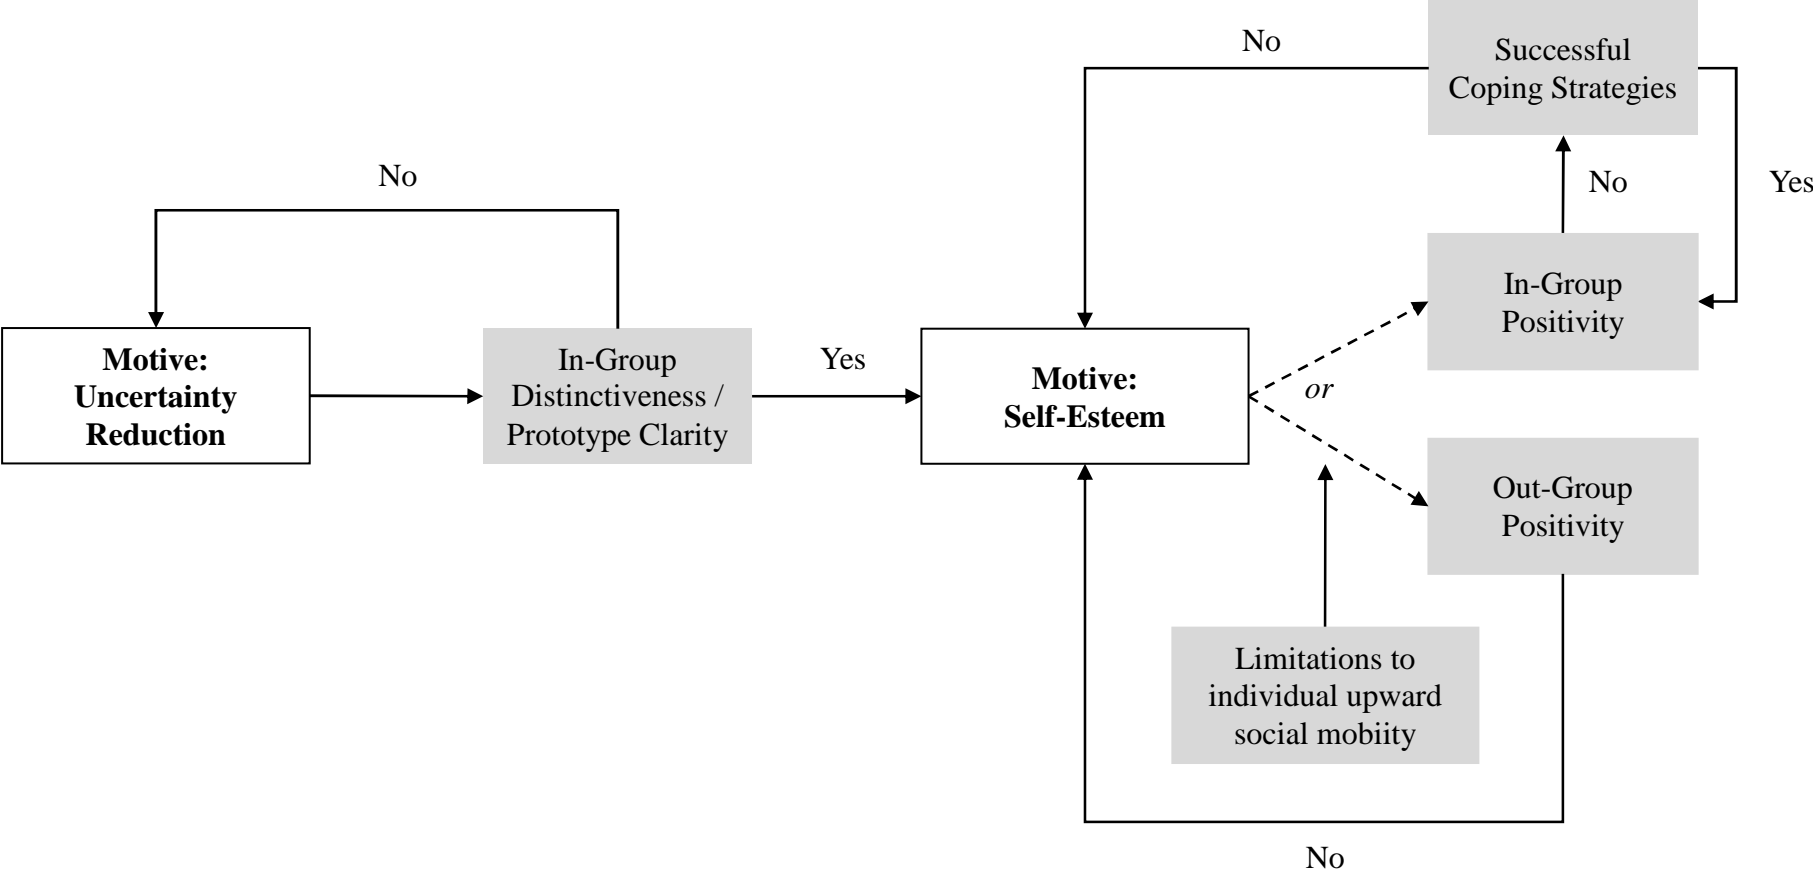 No
Successful
Coping Strategies
No
No
Yes
In-Group
Positivity
Motive:
Uncertainty
Reduction
In-Group
Distinctiveness /
Prototype Clarity
Yes
Motive:
Self-Esteem
or
Out-Group
Positivity
Limitations to
individual upward
social mobiity
No